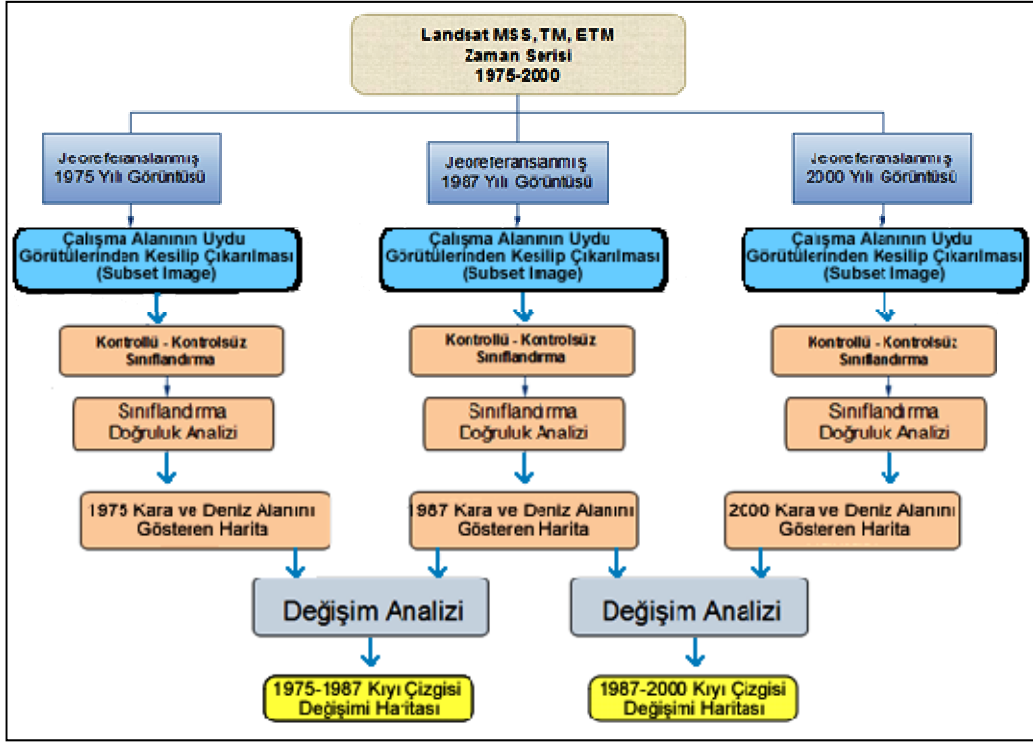 Landsat MSS, TM, ETM
Zaman Serisi
1975-2000
Jeoreferanslanmış
1975 Yılı Görüntüsü
Jeoreferanslanmış
1987 Yılı Görüntüsü
Jeoreferanslanmış
2000 Yılı Görüntüsü
Çalışma Alanının Uydu
Görütülerinden Kesilip Çıkarılması
(Subset Image)
Çalışma Alanının Uydu
Görütülerinden Kesilip Çıkarılması
(Subset Image)
Çalışma Alanının Uydu
Görütülerinden Kesilip Çıkarılması
(Subset Image)
Kontrollü - Kontrolsüz
Sınıflandırma
Kontrollü - Kontrolsüz
Sınıflandırma
Kontrollü - Kontrolsüz
Sınıflandırma
Sınıflandırma
Doğruluk Analizi
Sınıflandırma
Doğruluk Analizi
Sınıflandırma
Doğruluk Analizi
1975 Kara ve Deniz Alanını
Gösteren Harita
1987 Kara ve Deniz Alanını
Gösteren Harita
2000 Kara ve Deniz Alanını
Gösteren Harita
Değişim Analizi
Değişim Analizi
1975-1987 Kıyı Çizgisi
Değişimi Haritası
1987-2000 Kıyı Çizgisi
Değişimi Haritası